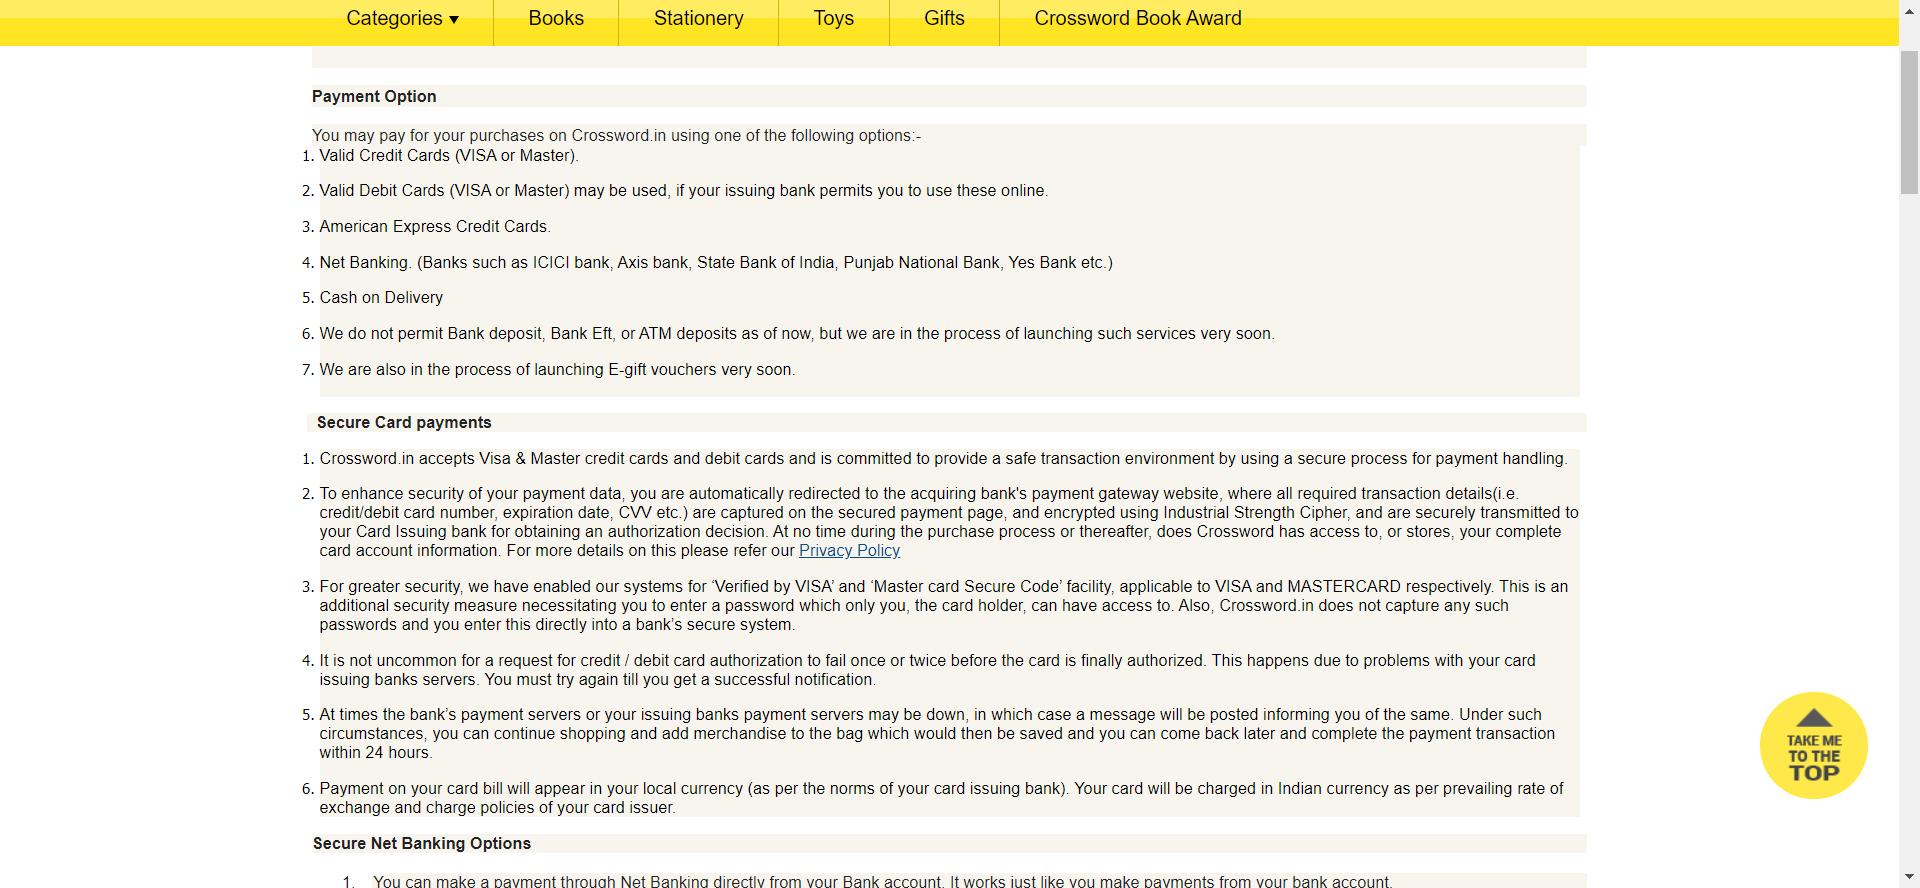 Categories ▾
Books
Stationery
Toys
Gifts
Crossword Book Award
Payment Option
You may pay for your purchases on Crossword.in using one of the following options:-
1. Valid Credit Cards (VISA or Master).
2. Valid Debit Cards (VISA or Master) may be used, if your issuing bank permits you to use these online.
3. American Express Credit Cards.
4. Net Banking. (Banks such as ICICI bank, Axis bank, State Bank of India, Punjab National Bank, Yes Bank etc.)
5. Cash on Delivery
6. We do not permit Bank deposit, Bank Eft, or ATM deposits as of now, but we are in the process of launching such services very soon.
7. We are also in the process of launching E-gift vouchers very soon.
Secure Card payments
1. Crossword.in accepts Visa & Master credit cards and debit cards and is committed to provide a safe transaction environment by using a secure process for payment handling.
2. To enhance security of your payment data, you are automatically redirected to the acquiring bank's payment gateway website, where all required transaction details(i.e.
credit/debit card number, expiration date, CVV etc.) are captured on the secured payment page, and encrypted using Industrial Strength Cipher, and are securely transmitted to
your Card Issuing bank for obtaining an authorization decision. At no time during the purchase process or thereafter, does Crossword has access to, or stores, your complete
card account information. For more details on this please refer our Privacy Policy
3. For greater security, we have enabled our systems for ‘Verified by VISA’ and ‘Master card Secure Code’ facility, applicable to VISA and MASTERCARD respectively. This is an
additional security measure necessitating you to enter a password which only you, the card holder, can have access to. Also, Crossword.in does not capture any such
passwords and you enter this directly into a bank’s secure system.
4. It is not uncommon for a request for credit / debit card authorization to fail once or twice before the card is finally authorized. This happens due to problems with your card
issuing banks servers. You must try again till you get a successful notification.
5. At times the bank’s payment servers or your issuing banks payment servers may be down, in which case a message will be posted informing you of the same. Under such
circumstances, you can continue shopping and add merchandise to the bag which would then be saved and you can come back later and complete the payment transaction
within 24 hours.
6. Payment on your card bill will appear in your local currency (as per the norms of your card issuing bank). Your card will be charged in Indian currency as per prevailing rate of
exchange and charge policies of your card issuer.
Secure Net Banking Options
1. You can make a payment through Net Banking directly from your Bank account. It works just like you make payments from your bank account.
TAKE ME
TO THE
TOP